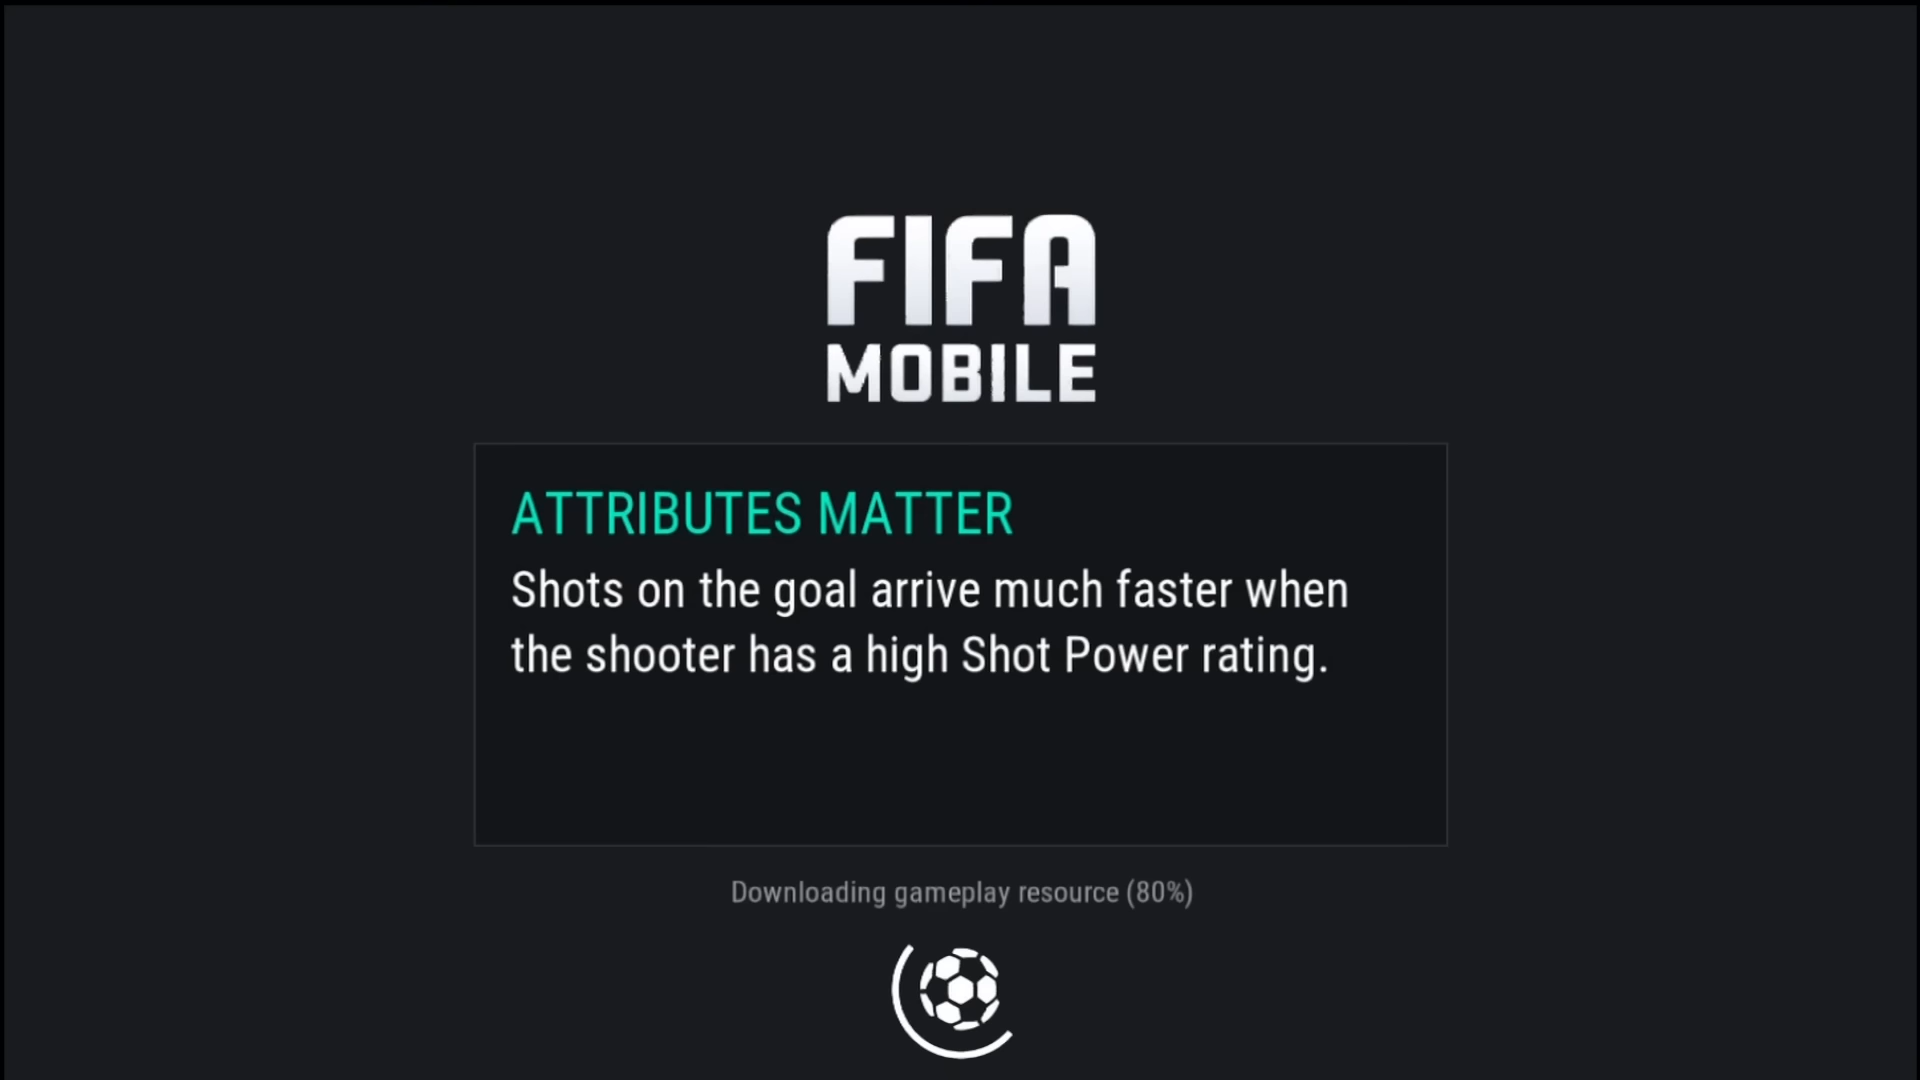 FIFA
MOBILE
ATTRIBUTES MATTER
Shots on the goal arrive much faster when
the shooter has a high Shot Power rating.
Downloading gameplay resource (80%)